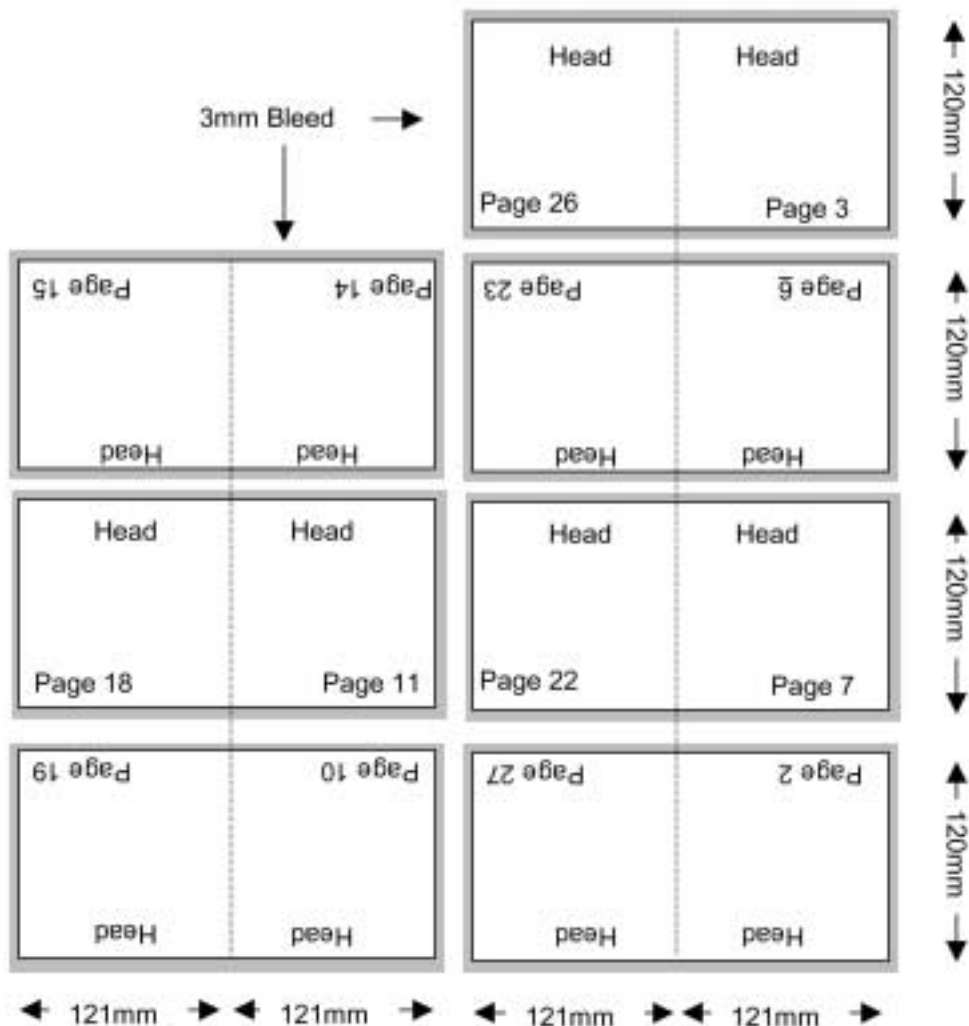 Head Head
3mm Bleed
120mm
Page 26 Page 3
Page 15 Page 14
Page 23 Page 6
120mm
Head Head
Head Head
Head Head
Head Head
120mm
Page 18 Page 11
Page 22 Page 7
Page 19 Page 10
Page 27 Page 2
120mm
Head Head
Head Head
121mm 121mm
121mm 121mm